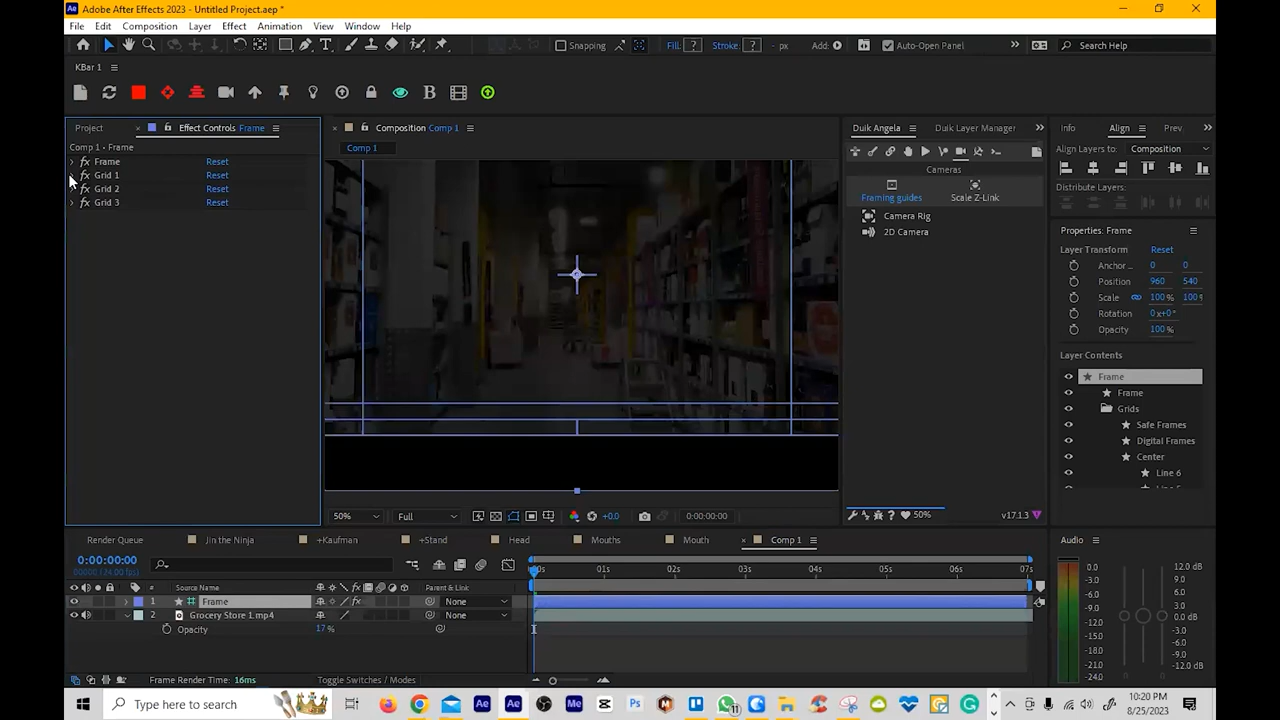 Adobe After Effects 2023 - Untitled Project.aep *
File Edit Composition Layer Effect Animation View Window Help
Snapping Fill: ? Stroke: ? - px Add: Auto-Open Panel Search Help
KBar 1
Project Effect Controls Frame
Comp 1 • Frame
Frame Reset
Grid 1 Reset
Grid 2 Reset
Grid 3 Reset
Composition Comp 1
Comp 1
50% Full +0.0 0:00:00:00
Duik Angela Duik Layer Manager
Cameras
Framing guides Scale Z-Link
Camera Rig
2D Camera
50% v17.1.3
Info Align Prev
Align Layers to: Composition
Distribute Layers:
Properties: Frame
Layer Transform Reset
Anchor ... 0 0
Position 960 540
Scale 100 % 100 %
Rotation 0x+0°
Opacity 100 %
Layer Contents
Frame
Frame
Grids
Safe Frames
Digital Frames
Center
Line 6
Render Queue Jin the Ninja +Kaufman +Stand Head Mouths Mouth Comp 1
0:00:00:00
00000 (24.00 fps)
# Source Name Parent & Link
1 Frame None
2 Grocery Store 1.mp4 None
Opacity 17 %
01s 02s 03s 04s 05s 06s 07s
Frame Render Time: 16ms Toggle Switches / Modes
Audio
0.0
-3.0
-6.0
-9.0
-12.0
-15.0
-18.0
-21.0
-24.0
12.0 dB
9.0
6.0
3.0
0.0 dB
-3.0
-6.0
-9.0
-12.0 dB
Type here to search
11
10:20 PM
8/25/2023